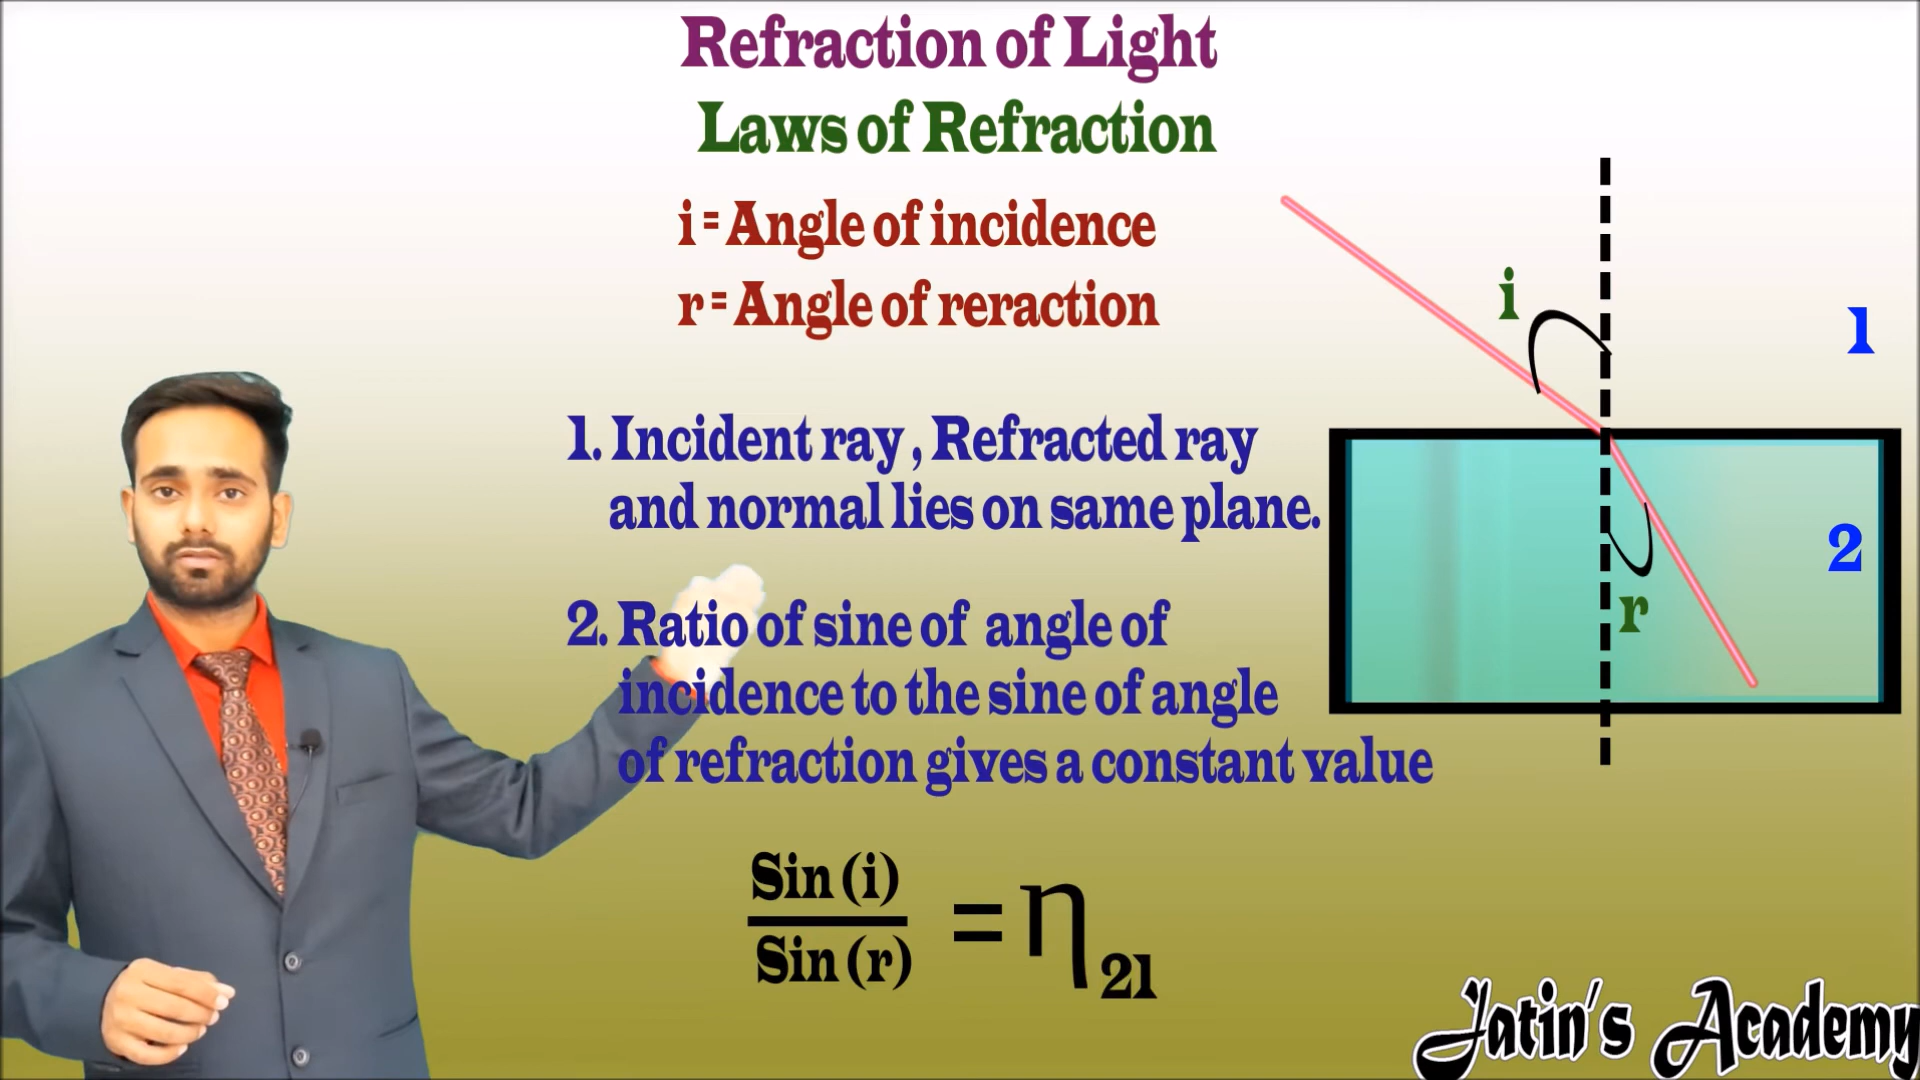 Refraction of Light
Laws of Refraction
i = Angle of incidence
r = Angle of reraction
1. Incident ray , Refracted ray
and normal lies on same plane.
2. Ratio of sine of angle of
incidence to the sine of angle
of refraction gives a constant value
Sin (i)
Sin (r)
= η21
i
1
2
r
Jatin's Academy